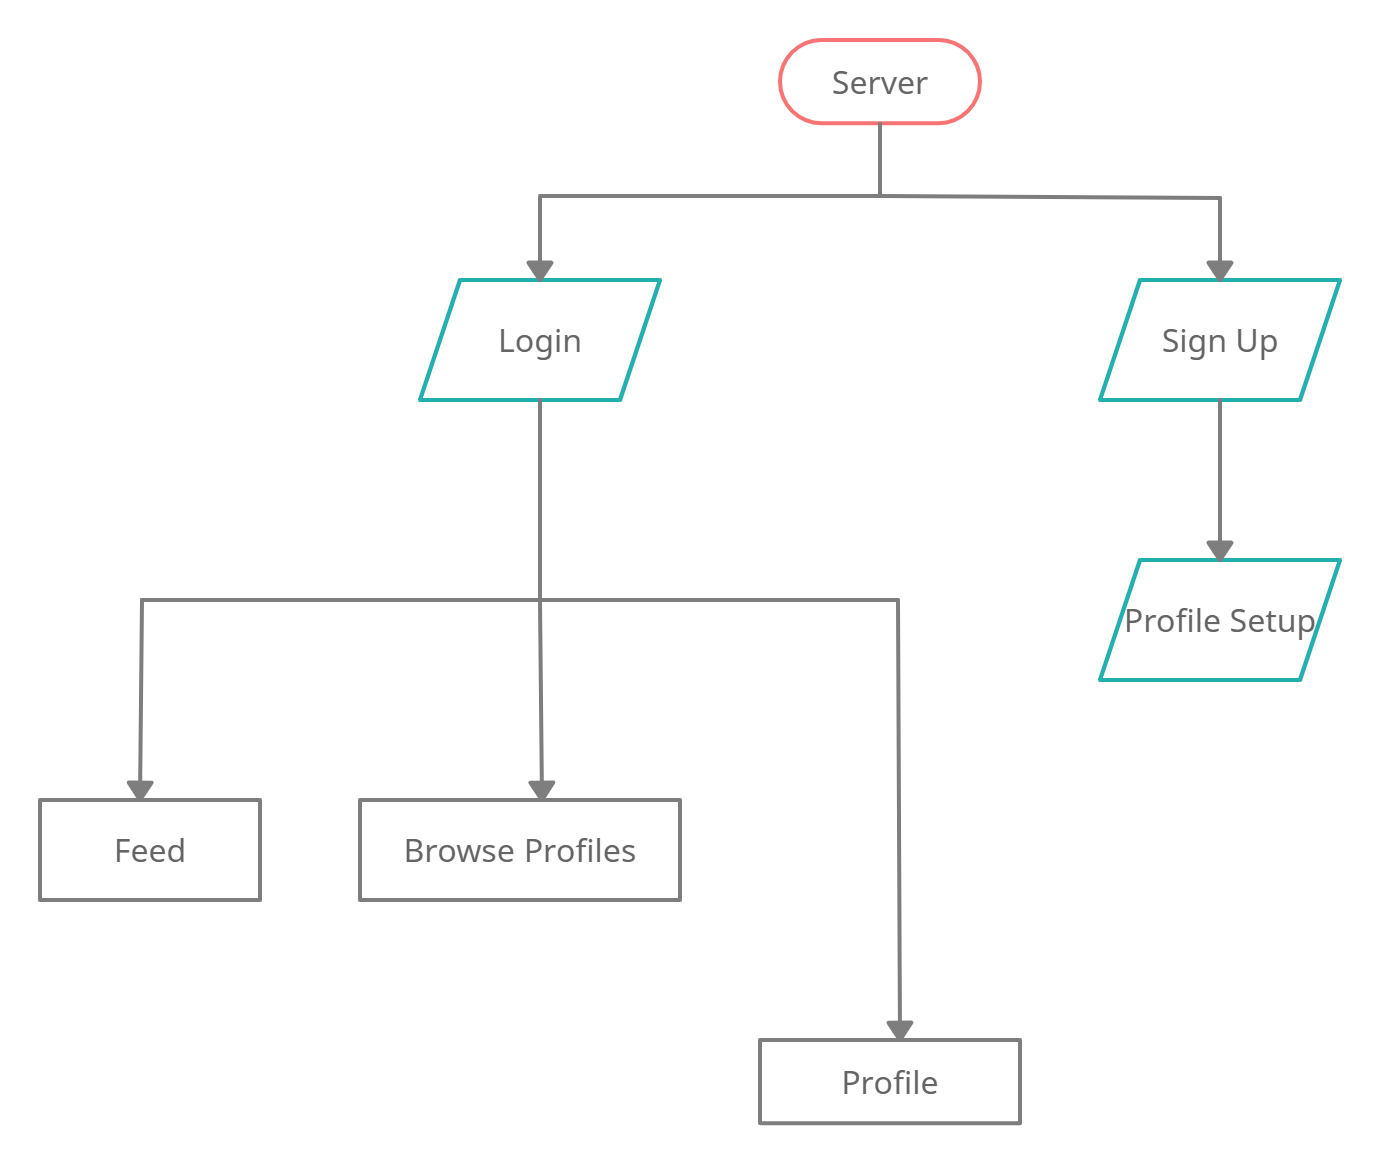 Server
Login
Sign Up
Profile Setup
Feed
Browse Profiles
Profile